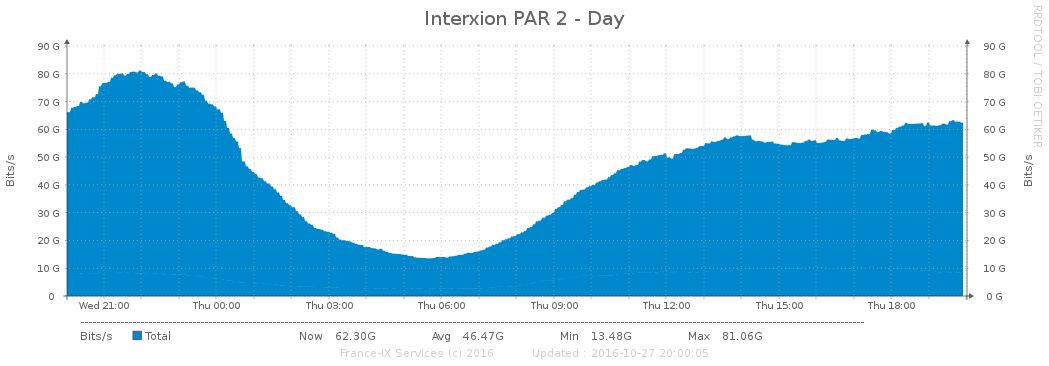 Interxion PAR 2 - Day
RRDTOOL / TOBI OETIKER
Bits/s
90 G
80 G
70 G
60 G
50 G
40 G
30 G
20 G
10 G
0
90 G
80 G
70 G
60 G
50 G
40 G
30 G
20 G
10 G
0 G
Bits/s
Wed 21:00 Thu 00:00 Thu 03:00 Thu 06:00 Thu 09:00 Thu 12:00 Thu 15:00 Thu 18:00
Bits/s Total Now 62.30G Avg 46.47G Min 13.48G Max 81.06G
France-IX Services (c) 2016 Updated : 2016-10-27 20:00:05